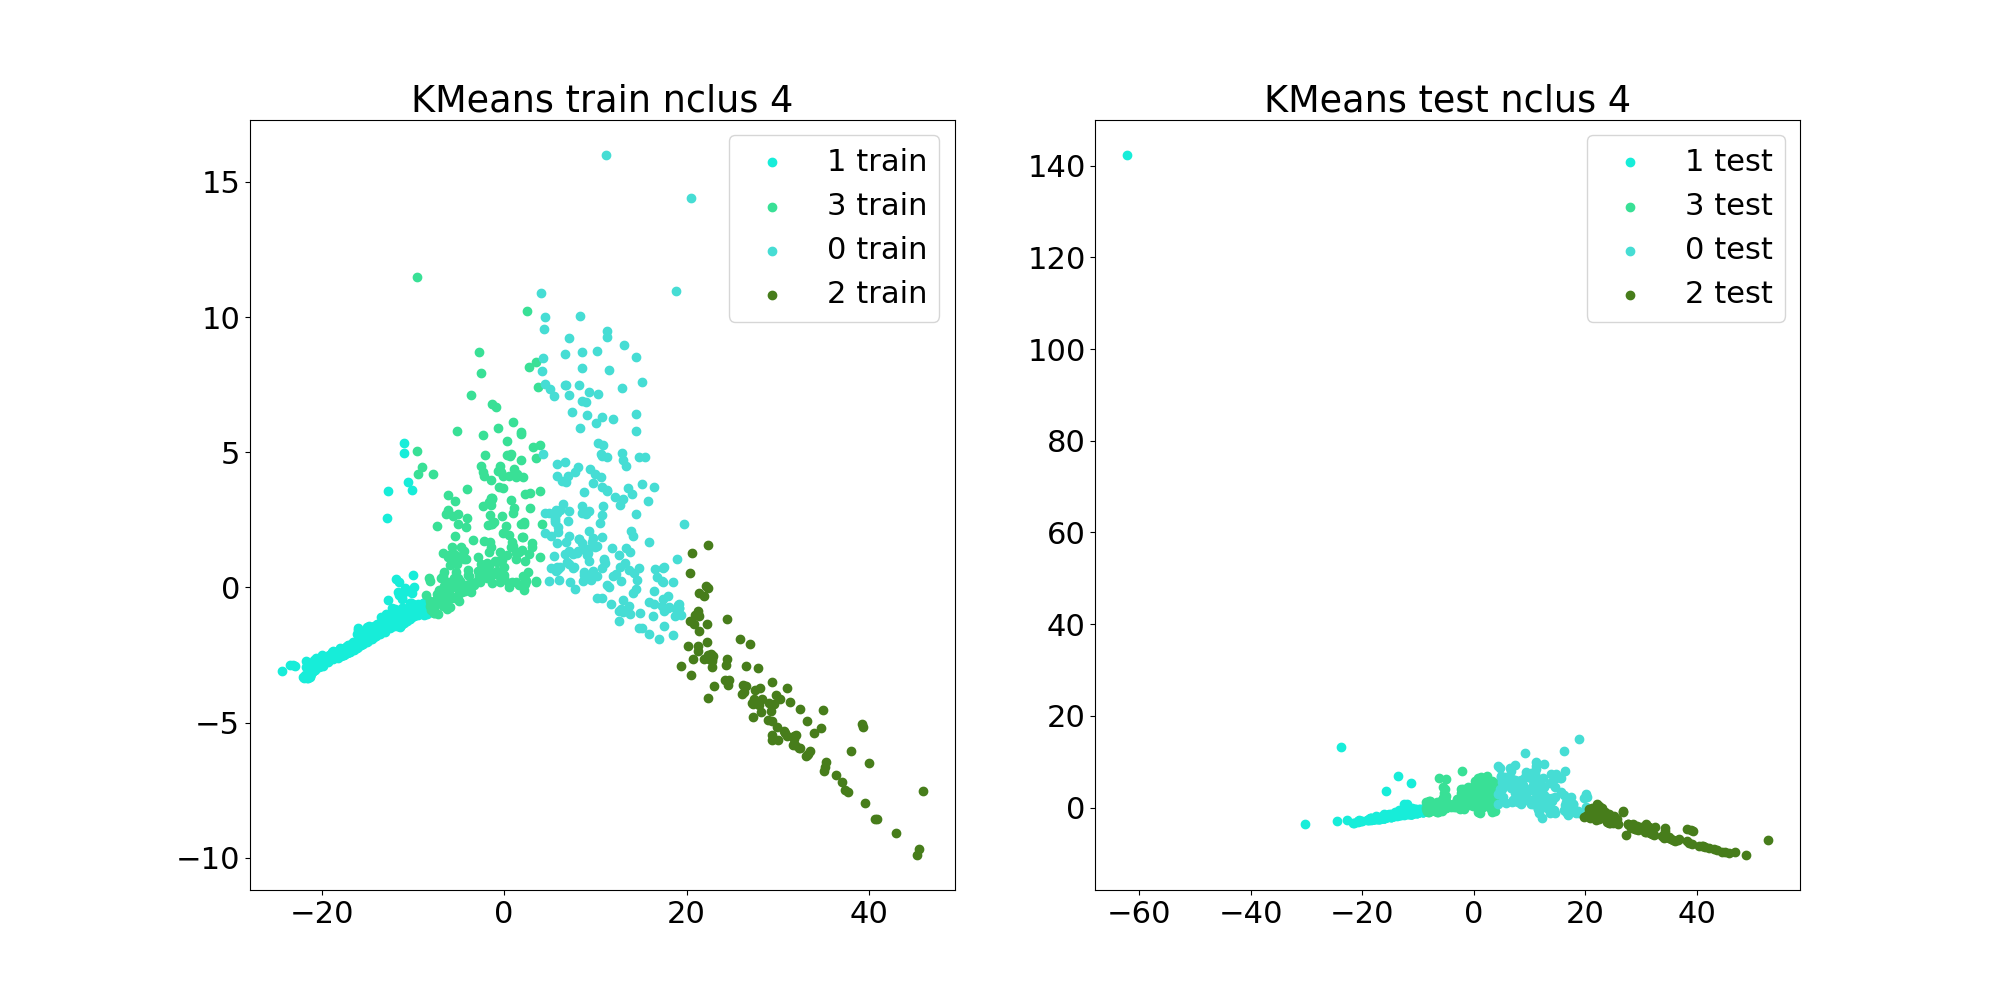 KMeans train nclus 4
1 train
3 train
0 train
2 train
15
10
5
0
−5
−10
−20 0 20 40
KMeans test nclus 4
1 test
3 test
0 test
2 test
140
120
100
80
60
40
20
0
−60 −40 −20 0 20 40